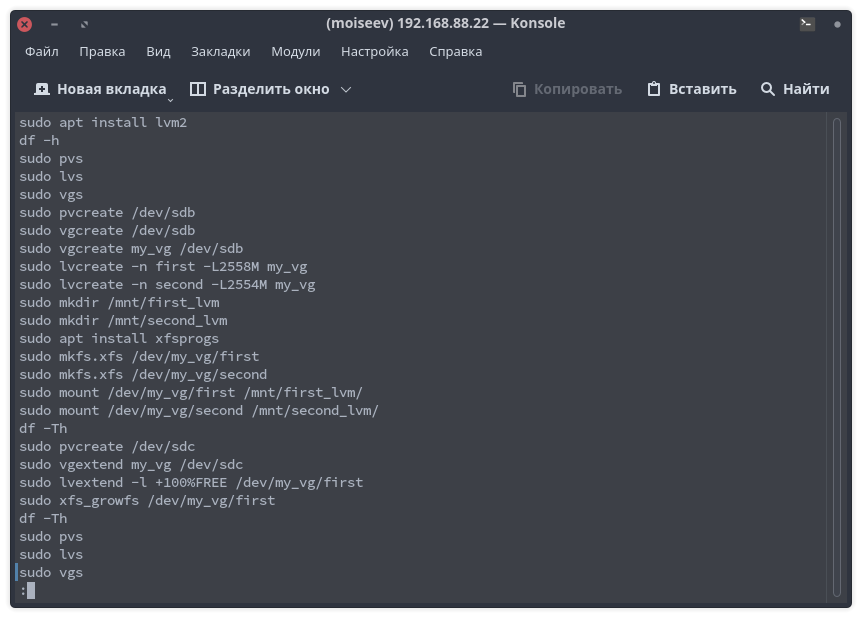 (moiseev) 192.168.88.22 — Konsole
Файл Правка Вид Закладки Модули Настройка Справка
Новая вкладка Разделить окно Копировать Вставить Найти
sudo apt install lvm2
df -h
sudo pvs
sudo lvs
sudo vgs
sudo pvcreate /dev/sdb
sudo vgcreate /dev/sdb
sudo vgcreate my_vg /dev/sdb
sudo lvcreate -n first -L2558M my_vg
sudo lvcreate -n second -L2554M my_vg
sudo mkdir /mnt/first_lvm
sudo mkdir /mnt/second_lvm
sudo apt install xfsprogs
sudo mkfs.xfs /dev/my_vg/first
sudo mkfs.xfs /dev/my_vg/second
sudo mount /dev/my_vg/first /mnt/first_lvm/
sudo mount /dev/my_vg/second /mnt/second_lvm/
df -Th
sudo pvcreate /dev/sdc
sudo vgextend my_vg /dev/sdc
sudo lvextend -l +100%FREE /dev/my_vg/first
sudo xfs_growfs /dev/my_vg/first
df -Th
sudo pvs
sudo lvs
sudo vgs
: